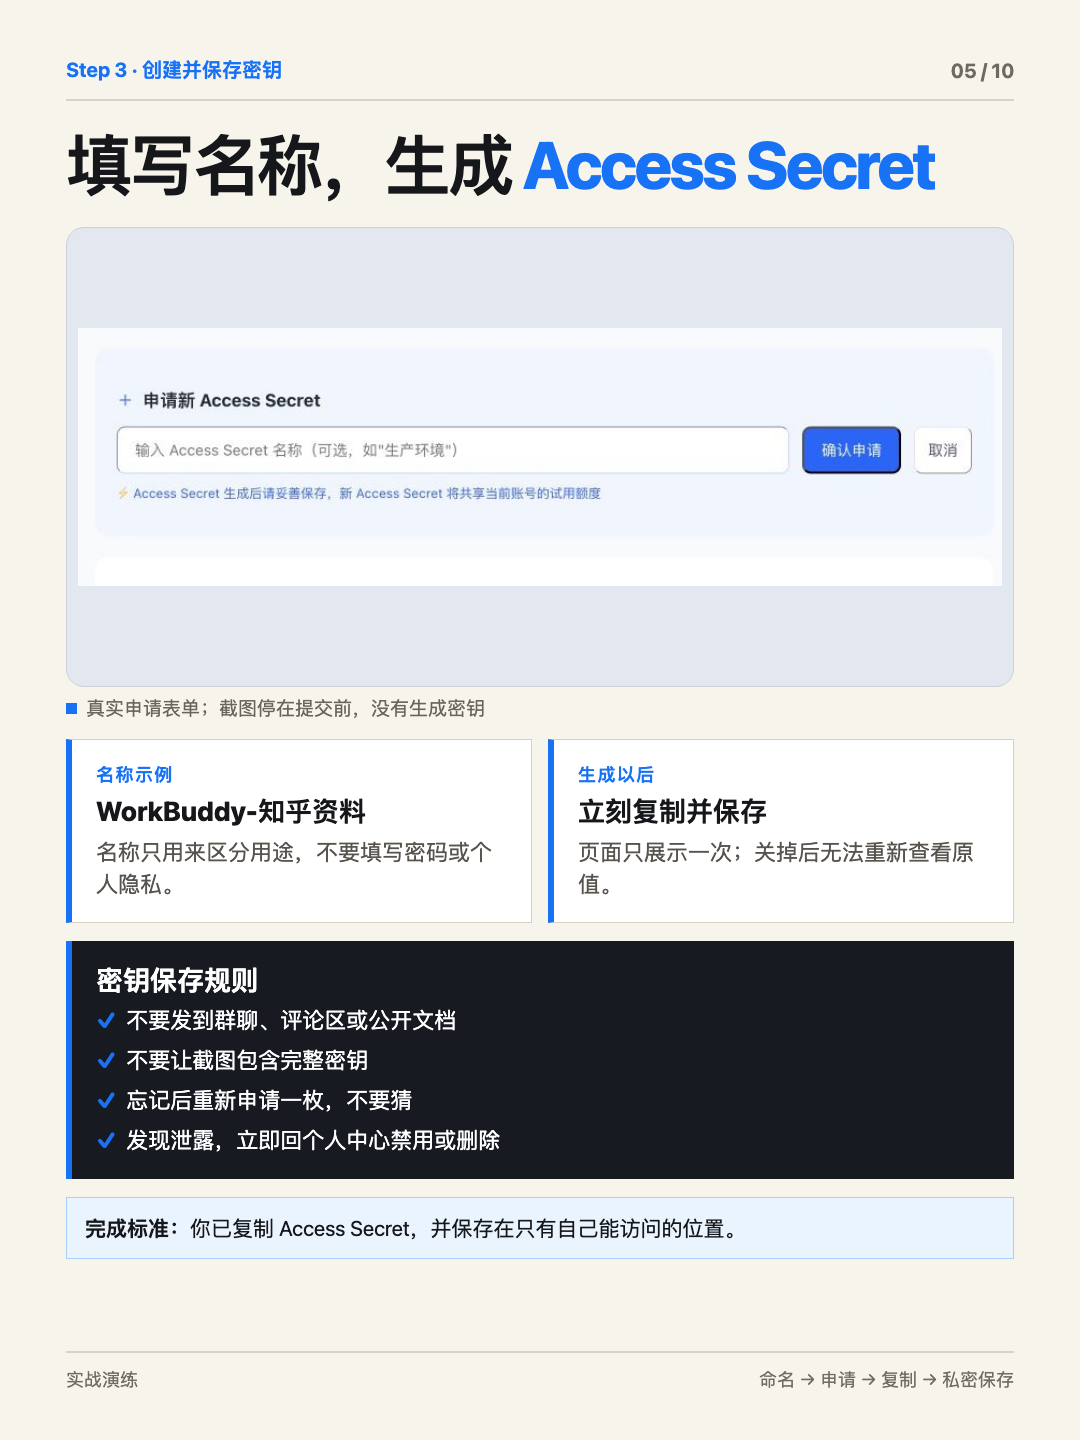 Step 3 · 创建并保存密钥
05 / 10
填写名称，生成 Access Secret
+ 申请新 Access Secret
输入 Access Secret 名称（可选，如"生产环境"）
确认申请
取消
⚡ Access Secret 生成后请妥善保存，新 Access Secret 将共享当前账号的试用额度
真实申请表单；截图停在提交前，没有生成密钥
名称示例
WorkBuddy-知乎资料
名称只用来区分用途，不要填写密码或个
人隐私。
生成以后
立刻复制并保存
页面只展示一次；关掉后无法重新查看原
值。
密钥保存规则
✓ 不要发到群聊、评论区或公开文档
✓ 不要让截图包含完整密钥
✓ 忘记后重新申请一枚，不要猜
✓ 发现泄露，立即回个人中心禁用或删除
完成标准：你已复制 Access Secret，并保存在只有自己能访问的位置。
实战演练
命名 → 申请 → 复制 → 私密保存